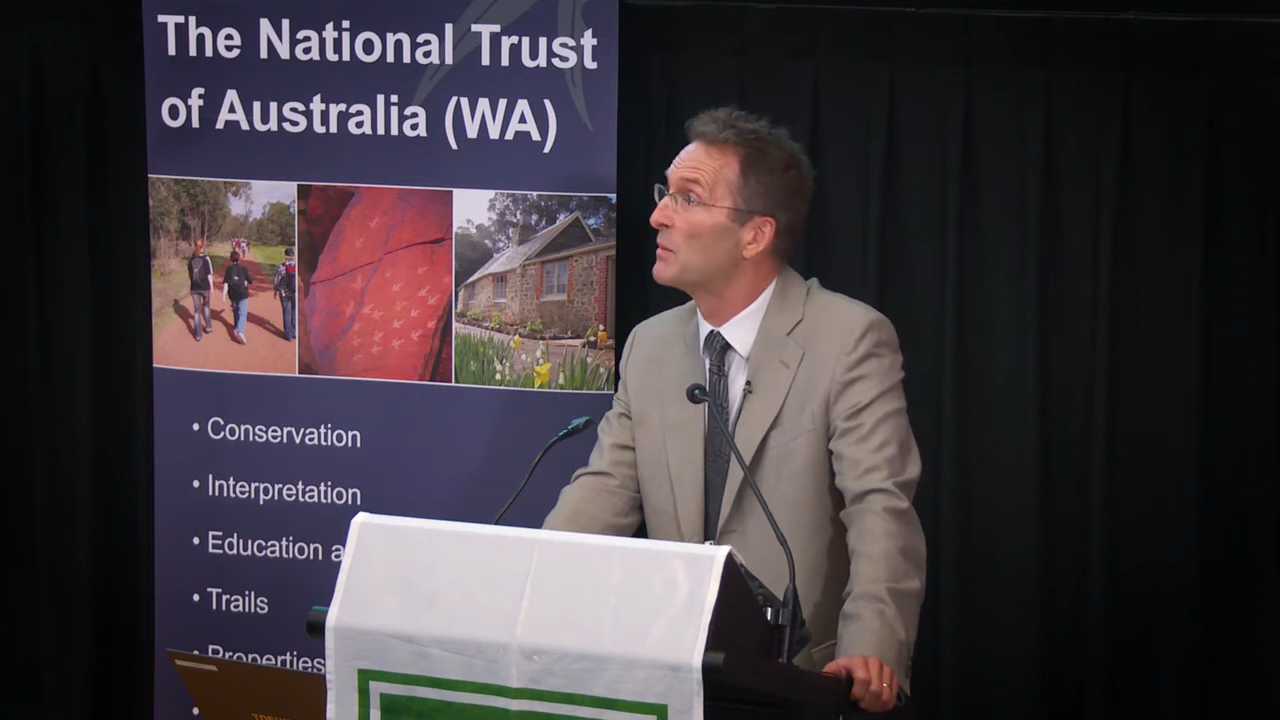 The National Trust
of Australia (WA)
• Conservation
• Interpretation
• Education a
• Trails
• Properties